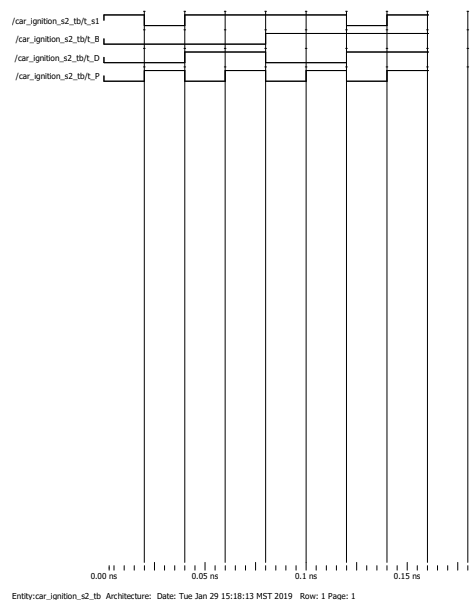 /car_ignition_s2_tb/t_s1
/car_ignition_s2_tb/t_B
/car_ignition_s2_tb/t_D
/car_ignition_s2_tb/t_P
0.00 ns 0.05 ns 0.1 ns 0.15 ns
Entity:car_ignition_s2_tb Architecture: Date: Tue Jan 29 15:18:13 MST 2019 Row: 1 Page: 1